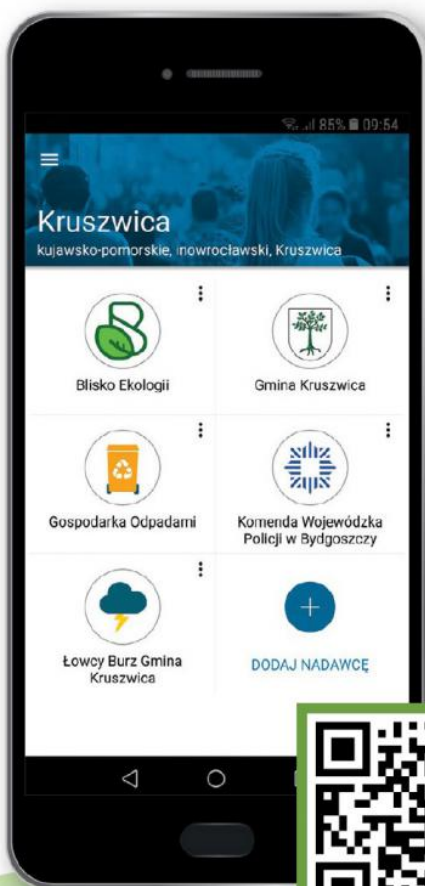 85% 09:54
Kruszwica
kujawsko-pomorskie, inowrocławski, Kruszwica
Blisko Ekologii
Gmina Kruszwica
Gospodarka Odpadami
Komenda Wojewódzka
Policji w Bydgoszczy
Łowcy Burz Gmina
Kruszwica
DODAJ NADAWCĘ